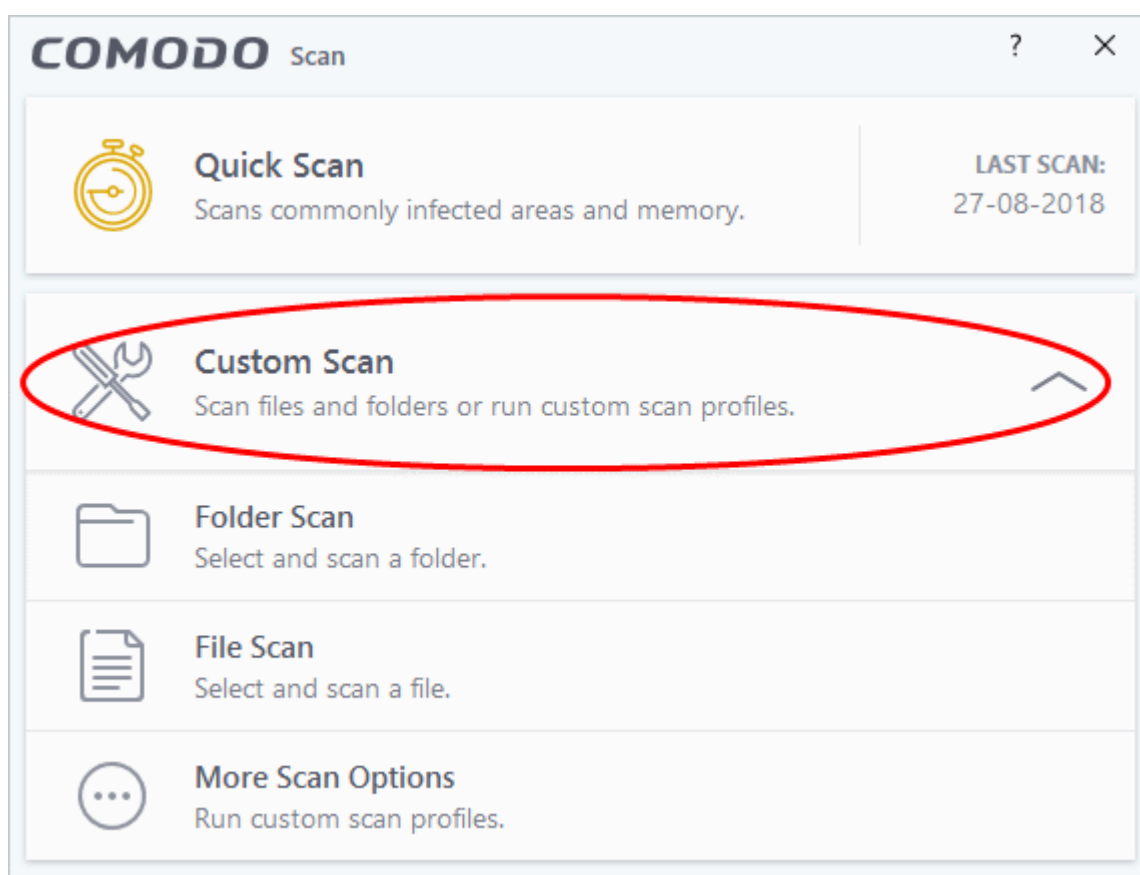 COMODO Scan ?
Quick Scan
Scans commonly infected areas and memory.
LAST SCAN:
27-08-2018
Custom Scan
Scan files and folders or run custom scan profiles.
Folder Scan
Select and scan a folder.
File Scan
Select and scan a file.
More Scan Options
Run custom scan profiles.